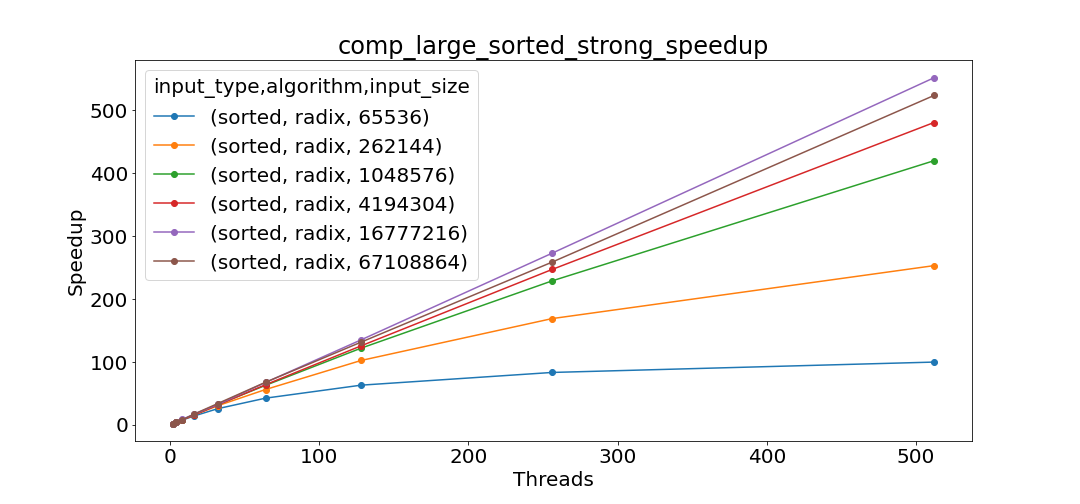 comp_large_sorted_strong_speedup
input_type,algorithm,input_size
(sorted, radix, 65536)
(sorted, radix, 262144)
(sorted, radix, 1048576)
(sorted, radix, 4194304)
(sorted, radix, 16777216)
(sorted, radix, 67108864)
Speedup
500
400
300
200
100
0
0 100 200 300 400 500
Threads